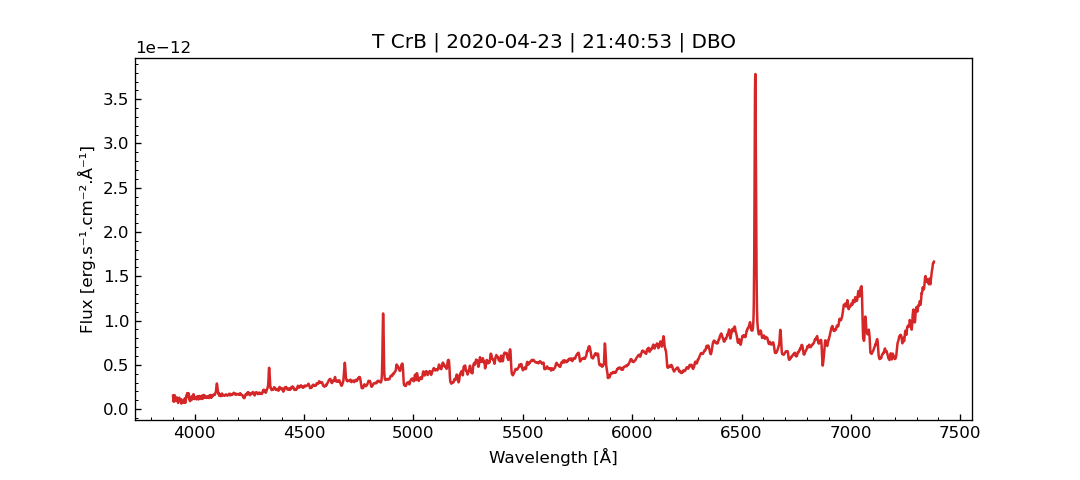 T CrB | 2020-04-23 | 21:40:53 | DBO
1e−12
3.5
3.0
2.5
2.0
1.5
1.0
0.5
0.0
Flux [erg.s⁻¹.cm⁻².Å⁻¹]
4000 4500 5000 5500 6000 6500 7000 7500
Wavelength [Å]